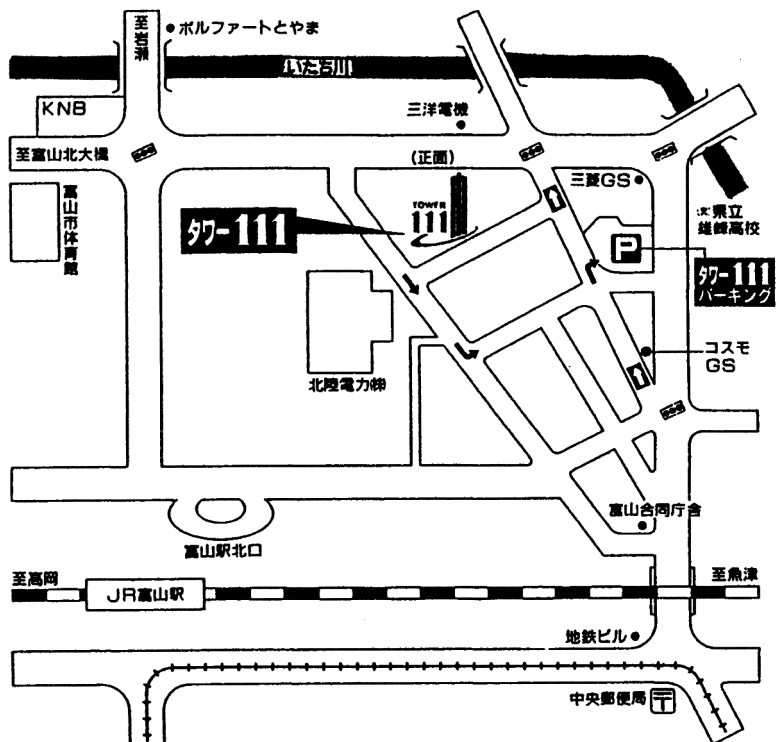 至岩瀬
ボルファートとやま
いたち川
KNB
三洋電機
至富山北大橋
(正面)
三菱GS
TOWER
111
タワー111
富山市体育館
P
(文)県立
雄峰高校
タワー111
パーキング
北陸電力㈱
コスモ
GS
富山合同庁舎
富山駅北口
至高岡
JR富山駅
至魚津
地鉄ビル
中央郵便局
〒